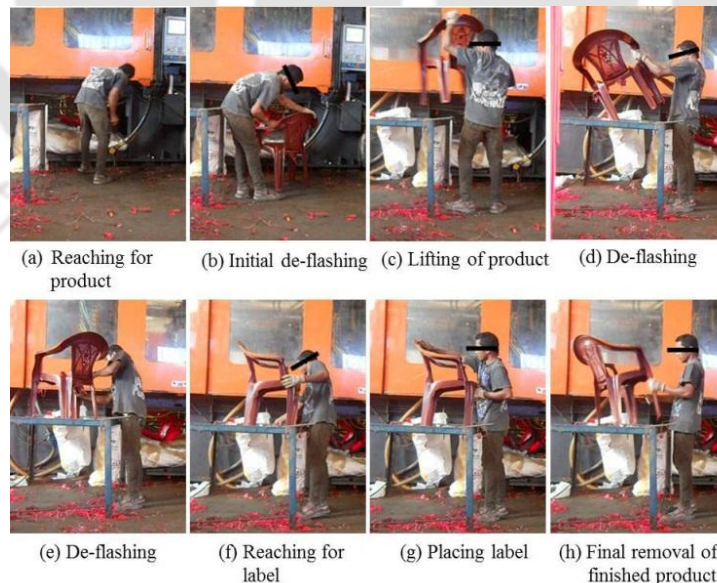 (a) Reaching for
product
(b) Initial de-flashing
(c) Lifting of product
(d) De-flashing
(e) De-flashing
(f) Reaching for
label
(g) Placing label
(h) Final removal of
finished product